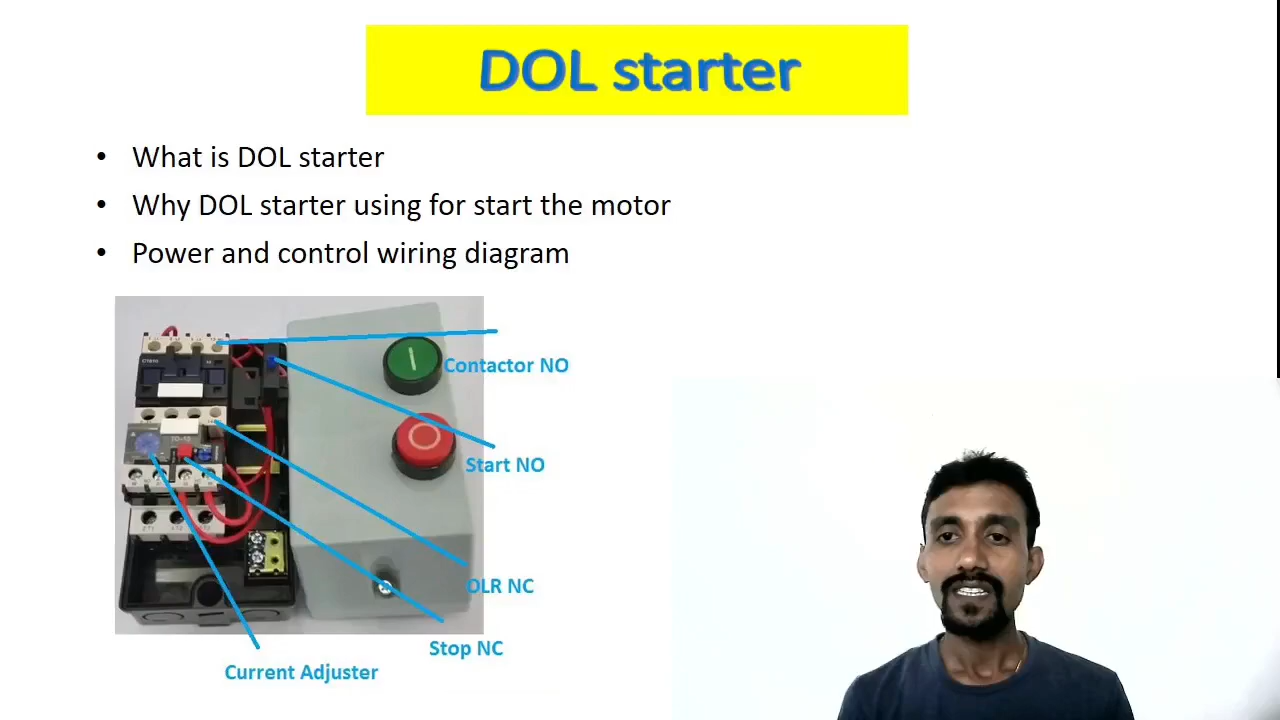 DOL starter
• What is DOL starter
• Why DOL starter using for start the motor
• Power and control wiring diagram
Contactor NO
Start NO
OLR NC
Stop NC
Current Adjuster